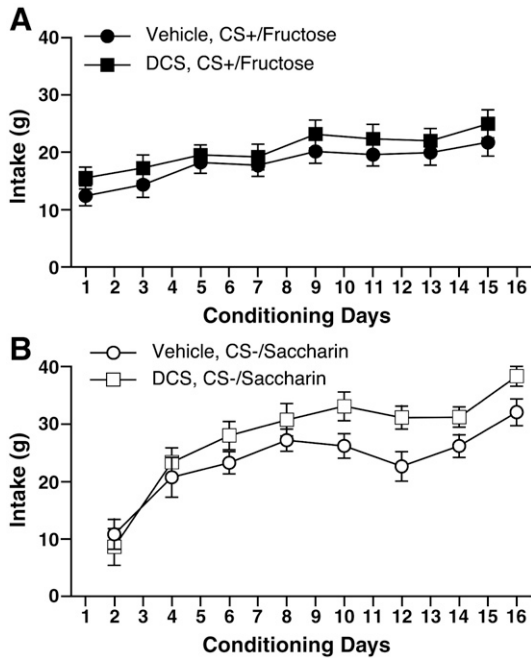 A
Vehicle, CS+/Fructose
DCS, CS+/Fructose
Intake (g)
40
30
20
10
0
1 2 3 4 5 6 7 8 9 10 11 12 13 14 15 16
Conditioning Days
B
Vehicle, CS-/Saccharin
DCS, CS-/Saccharin
Intake (g)
40
30
20
10
0
1 2 3 4 5 6 7 8 9 10 11 12 13 14 15 16
Conditioning Days